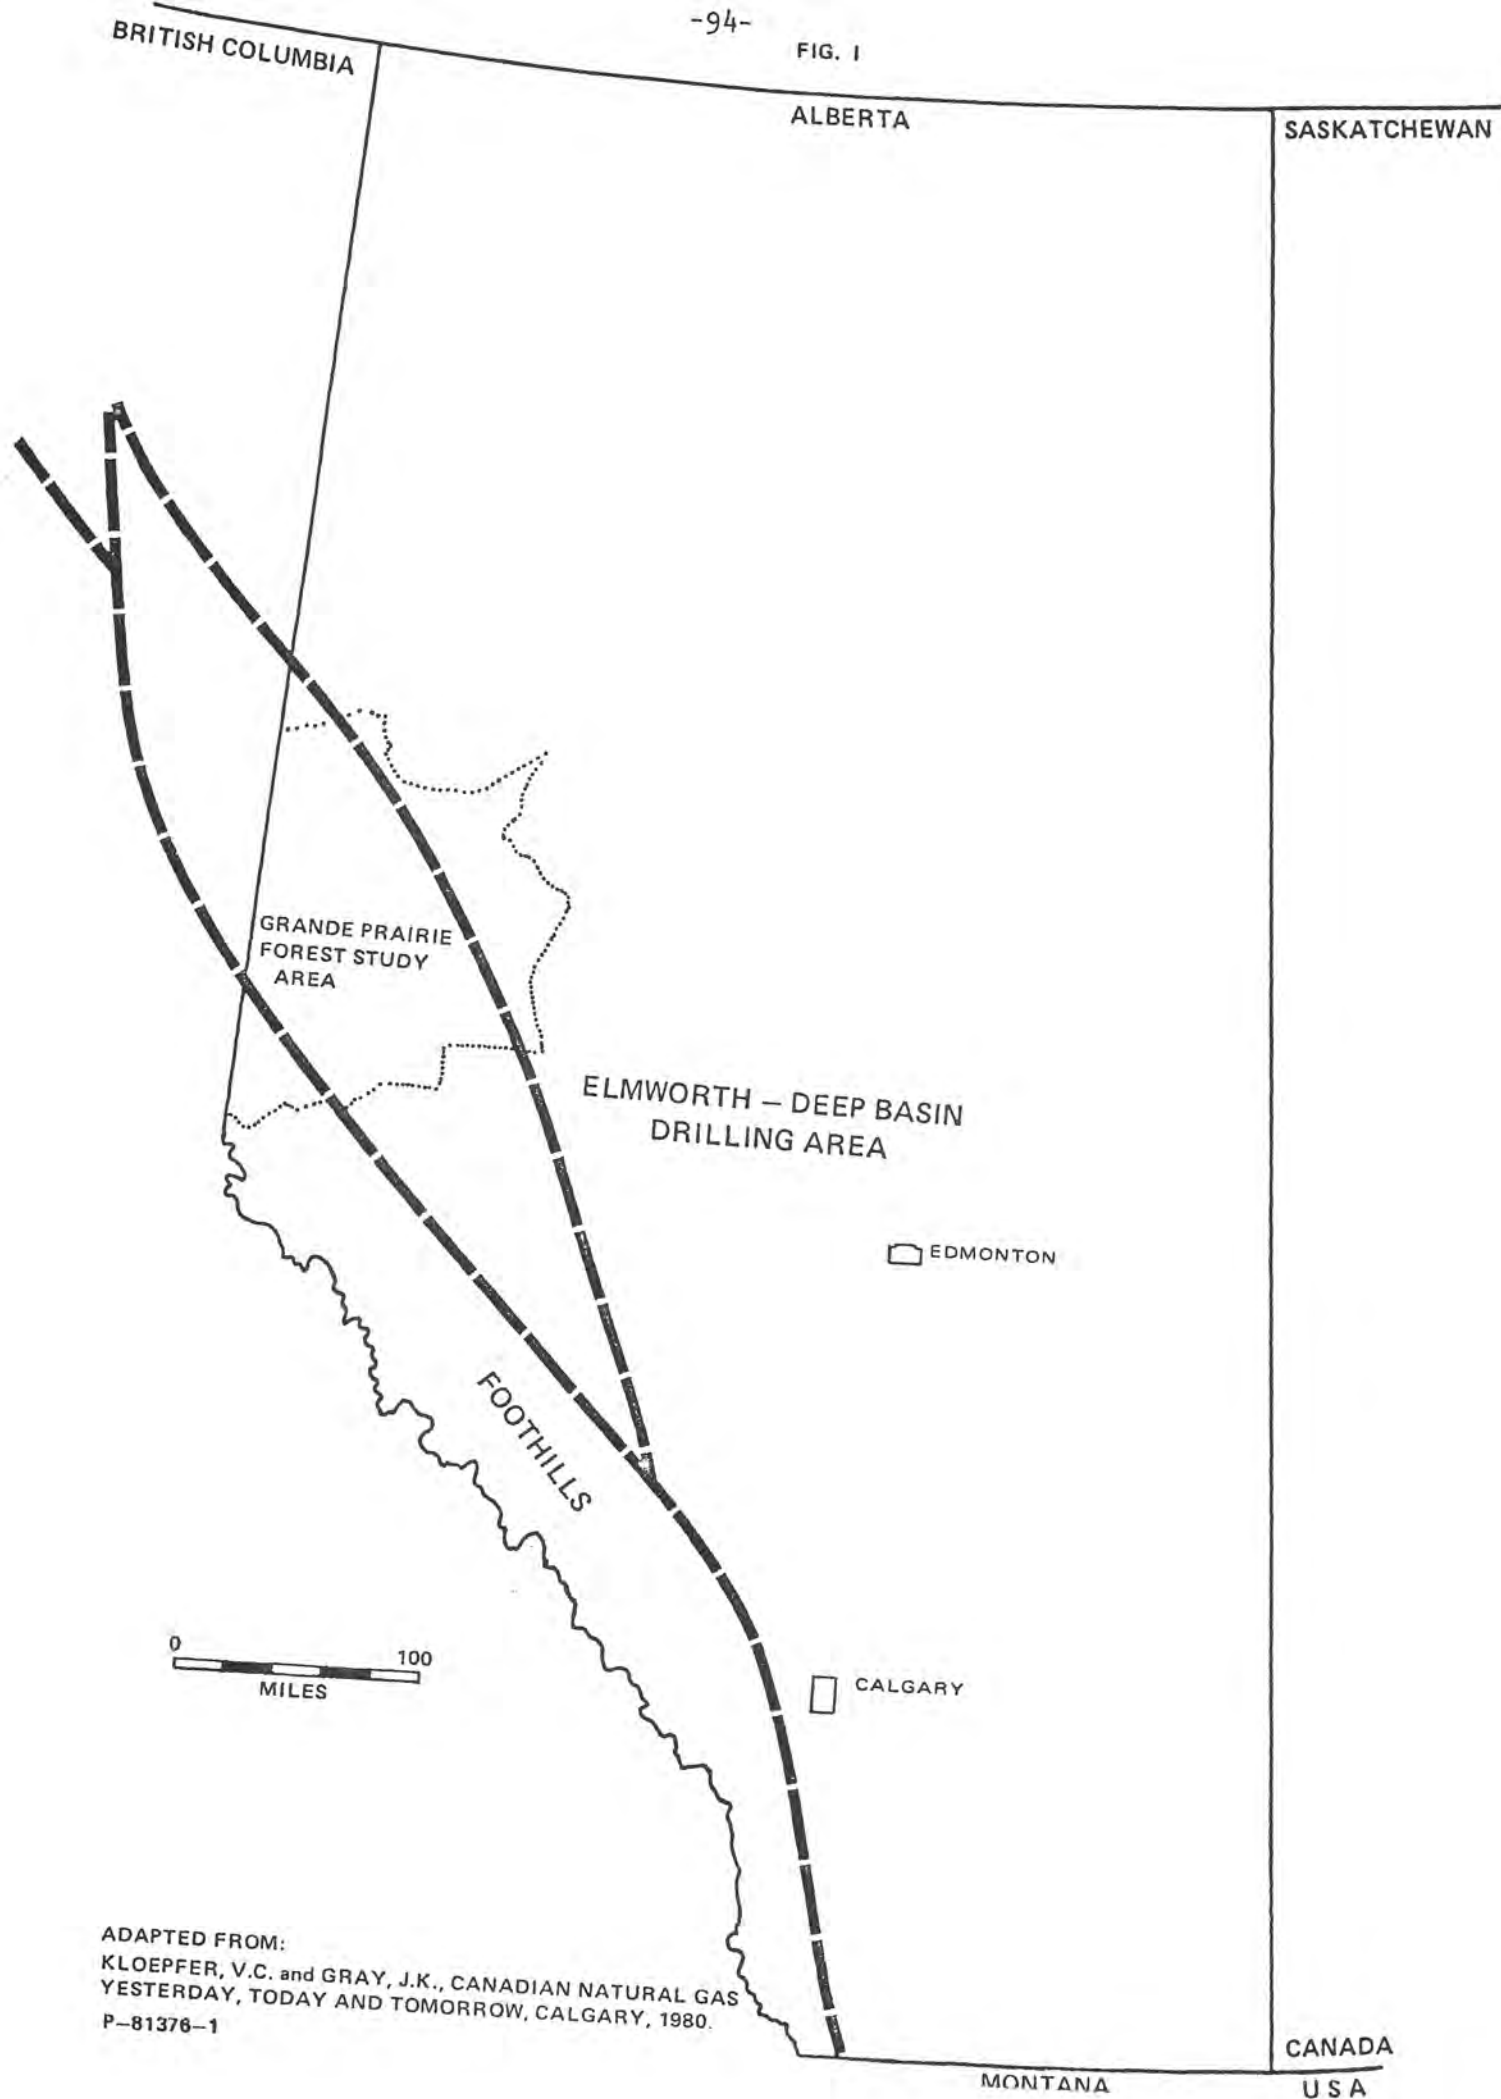 -94-
FIG. I
BRITISH COLUMBIA
ALBERTA
SASKATCHEWAN
GRANDE PRAIRIE
FOREST STUDY
AREA
ELMWORTH – DEEP BASIN
DRILLING AREA
EDMONTON
FOOTHILLS
0 100
MILES
CALGARY
ADAPTED FROM:
KLOEPFER, V.C. and GRAY, J.K., CANADIAN NATURAL GAS
YESTERDAY, TODAY AND TOMORROW, CALGARY, 1980.
P–81376–1
CANADA
MONTANA
USA